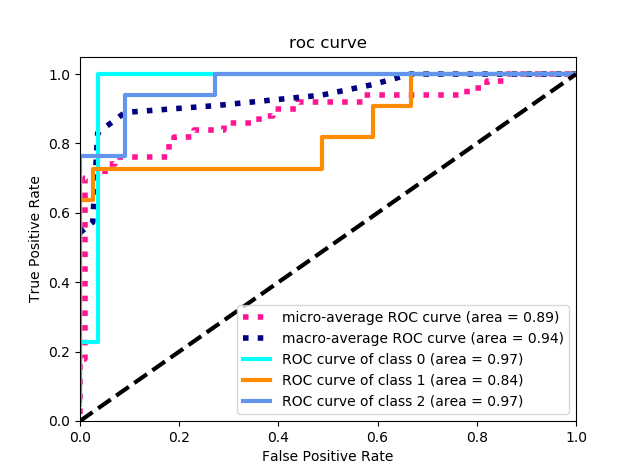 roc curve
1.0
0.8
0.6
0.4
0.2
0.0
True Positive Rate
micro-average ROC curve (area = 0.89)
macro-average ROC curve (area = 0.94)
ROC curve of class 0 (area = 0.97)
ROC curve of class 1 (area = 0.84)
ROC curve of class 2 (area = 0.97)
0.0 0.2 0.4 0.6 0.8 1.0
False Positive Rate